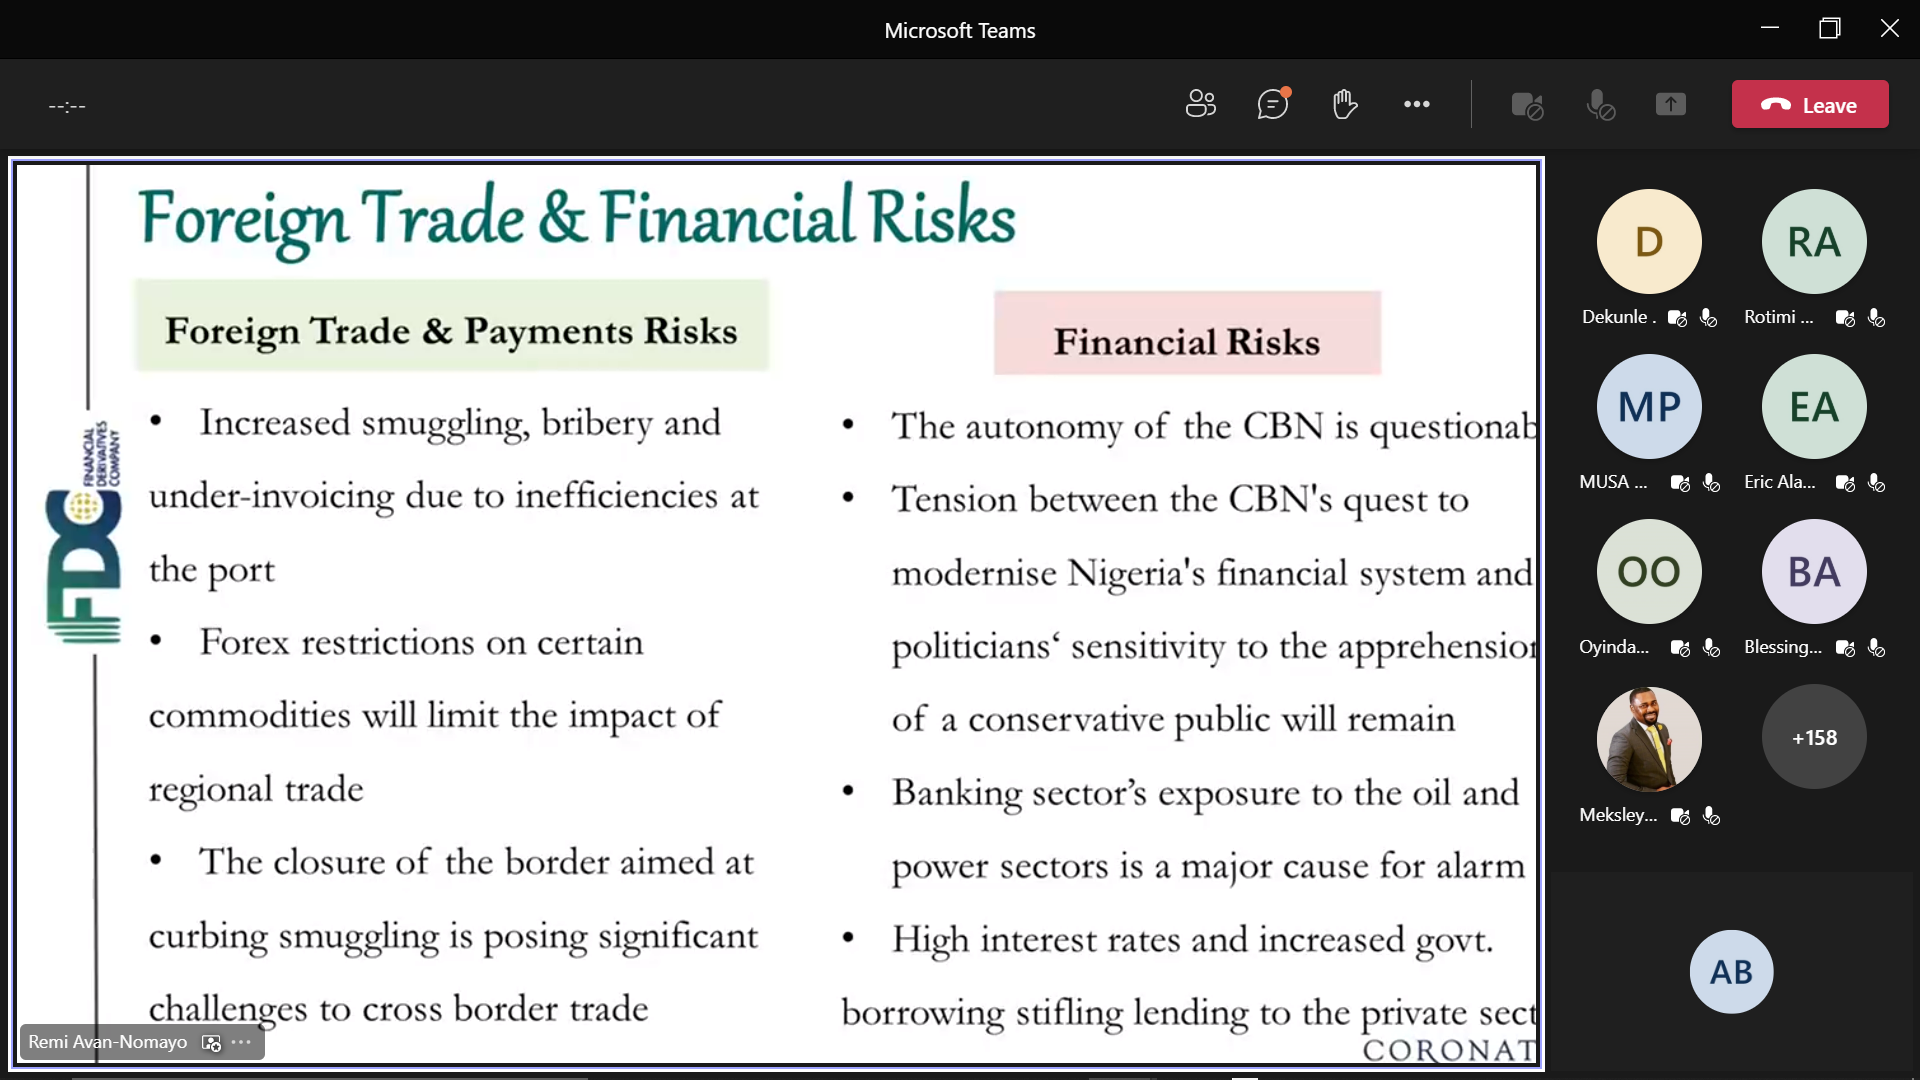 Microsoft Teams
--:--
Leave
Foreign Trade & Financial Risks
Foreign Trade & Payments Risks
• Increased smuggling, bribery and
under-invoicing due to inefficiencies at
the port
• Forex restrictions on certain
commodities will limit the impact of
regional trade
• The closure of the border aimed at
curbing smuggling is posing significant
challenges to cross border trade
Financial Risks
• The autonomy of the CBN is questionab
• Tension between the CBN's quest to
modernise Nigeria's financial system and
politicians‘ sensitivity to the apprehension
of a conservative public will remain
• Banking sector’s exposure to the oil and
power sectors is a major cause for alarm
• High interest rates and increased govt.
borrowing stifling lending to the private sect
CORONAT
FDC
FINANCIAL
DERIVATIVES
COMPANY
Remi Avan-Nomayo
D
Dekunle .
RA
Rotimi ...
MP
MUSA ...
EA
Eric Ala...
OO
Oyinda...
BA
Blessing...
Meksley...
+158
AB